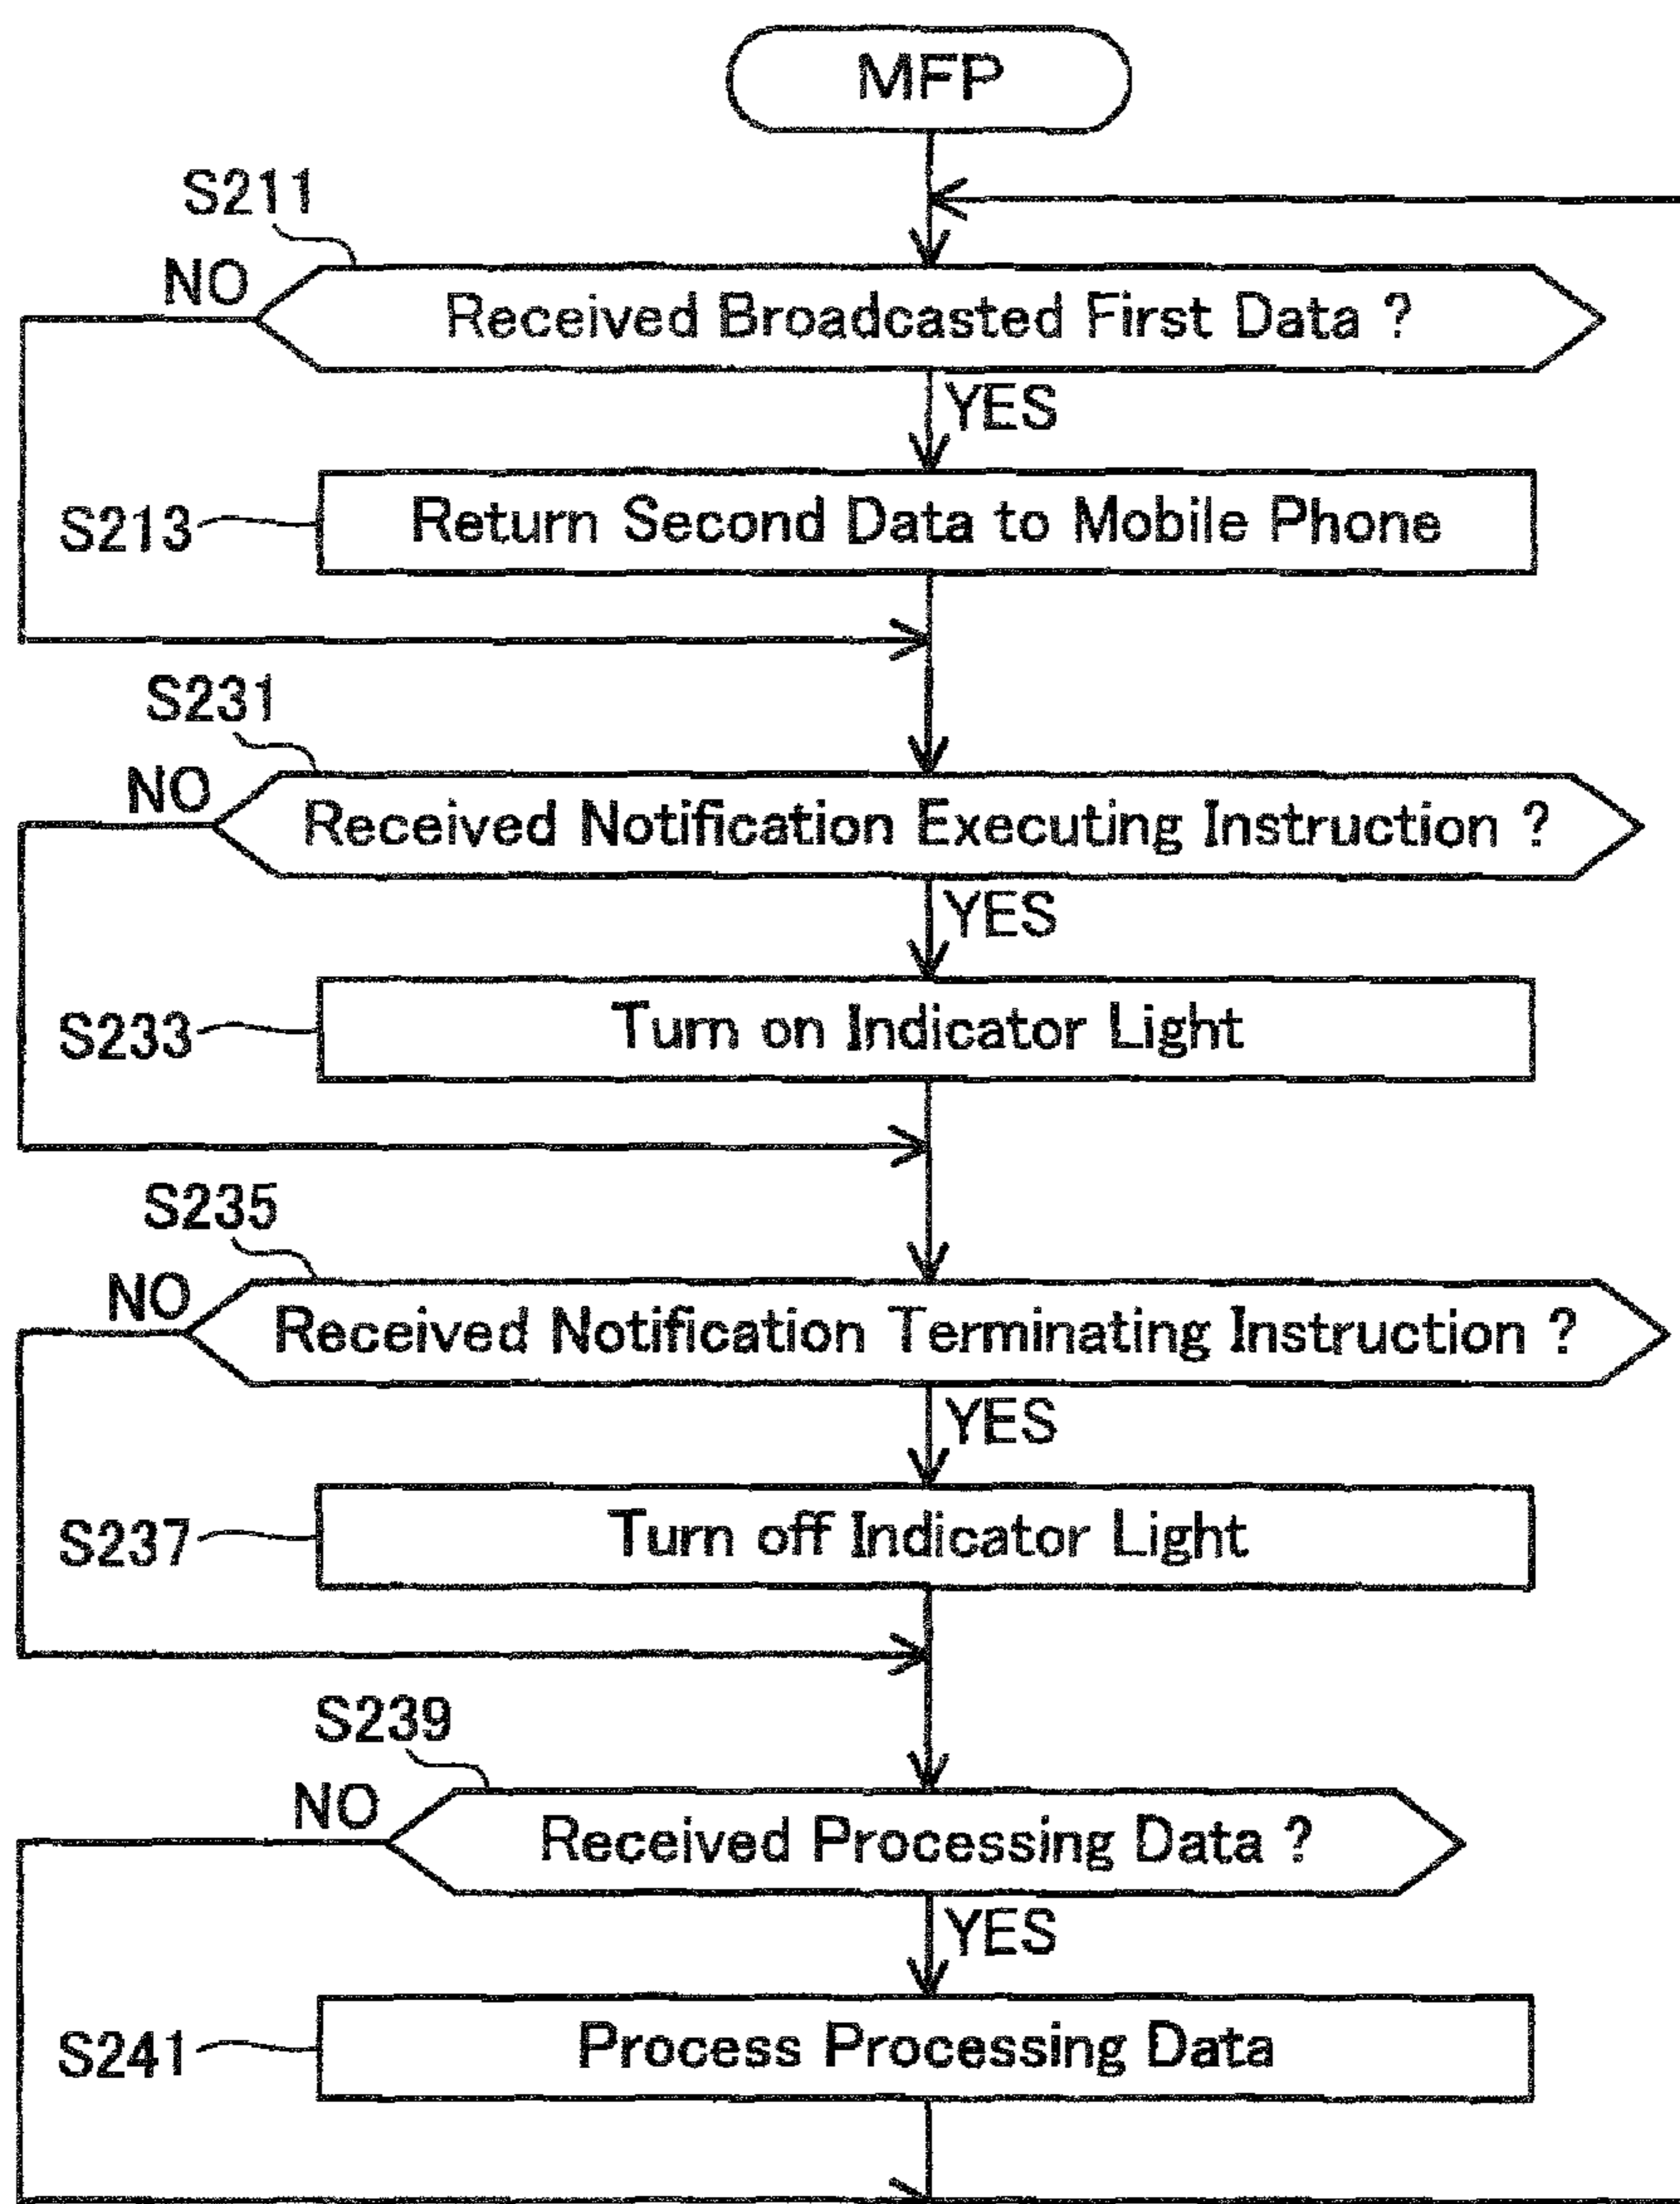 MFP
S211
NO
Received Broadcasted First Data ?
YES
S213
Return Second Data to Mobile Phone
S231
NO
Received Notification Executing Instruction ?
YES
S233
Turn on Indicator Light
S235
NO
Received Notification Terminating Instruction ?
YES
S237
Turn off Indicator Light
S239
NO
Received Processing Data ?
YES
S241
Process Processing Data